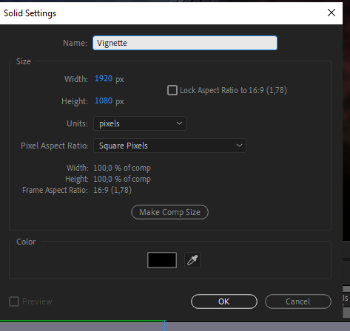 Solid Settings
Name: Vignette
Size
Width: 1920 px
Lock Aspect Ratio to 16:9 (1,78)
Height: 1080 px
Units: pixels
Pixel Aspect Ratio: Square Pixels
Width: 100,0 % of comp
Height: 100,0 % of comp
Frame Aspect Ratio: 16:9 (1,78)
Make Comp Size
Color
Preview
OK
Cancel